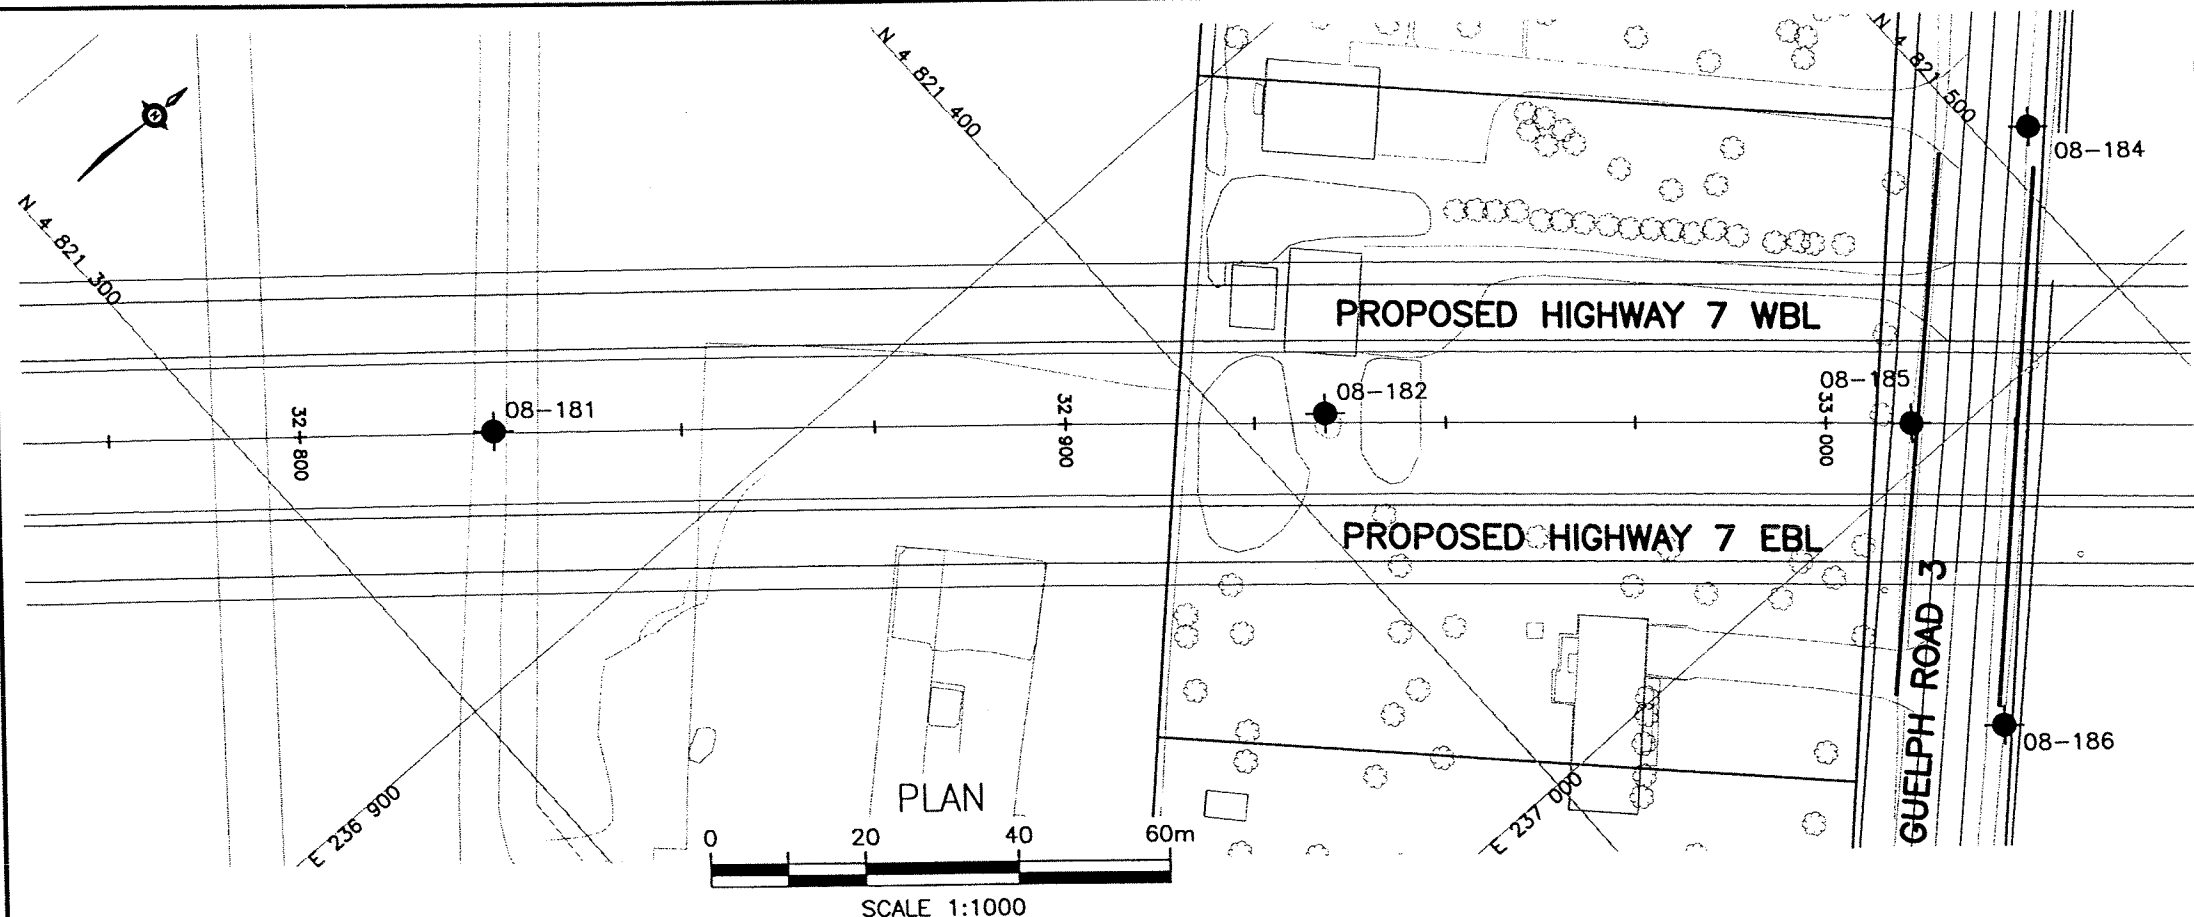 N 4 821 400
N 4 821 500
08-184
N
N 4 821 300
PROPOSED HIGHWAY 7 WBL
08-181
08-182
08-185
32+800
32+900
33+000
PROPOSED HIGHWAY 7 EBL
GUELPH ROAD 3
08-186
E 236 900
E 237 000
PLAN
0 20 40 60m
SCALE 1:1000